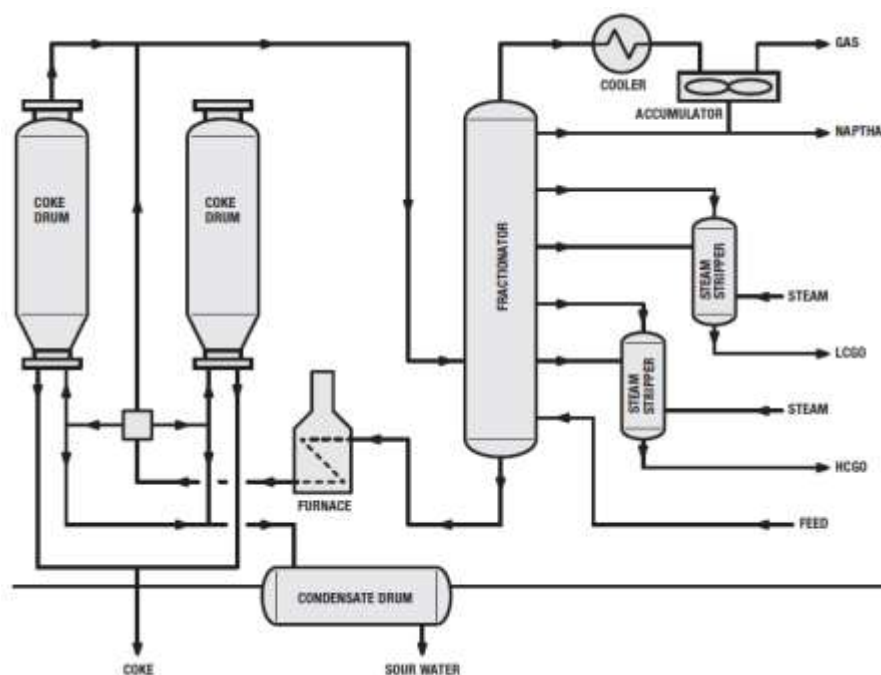 GAS
COOLER
ACCUMULATOR
NAPTHA
COKE
DRUM
COKE
DRUM
FRACTIONATOR
STEAM
STRIPPER
STEAM
LCGO
STEAM
STRIPPER
STEAM
HCGO
FURNACE
FEED
CONDENSATE DRUM
COKE
SOUR WATER